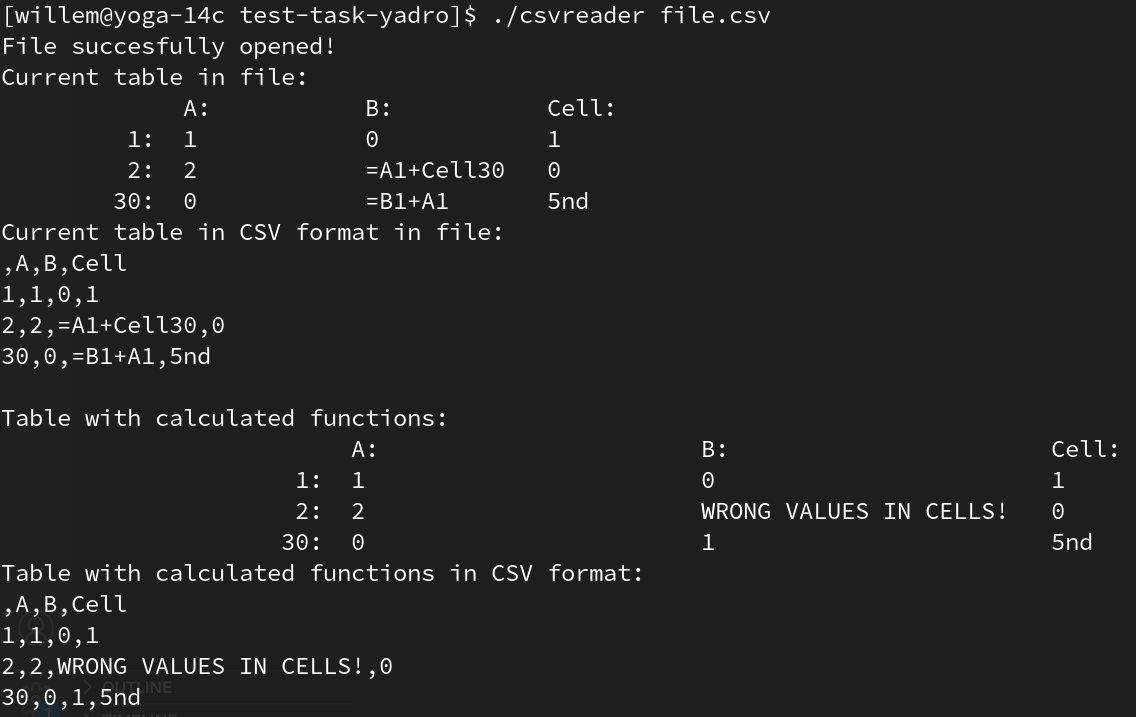 [willem@yoga-14c test-task-yadro]$ ./csvreader file.csv
File succesfully opened!
Current table in file:
A: B: Cell:
1: 1 0 1
2: 2 =A1+Cell30 0
30: 0 =B1+A1 5nd
Current table in CSV format in file:
,A,B,Cell
1,1,0,1
2,2,=A1+Cell30,0
30,0,=B1+A1,5nd
Table with calculated functions:
A: B: Cell:
1: 1 0 1
2: 2 WRONG VALUES IN CELLS! 0
30: 0 1 5nd
Table with calculated functions in CSV format:
,A,B,Cell
1,1,0,1
2,2,WRONG VALUES IN CELLS!,0
OUTLINE
30,0,1,5nd
TIMELINE